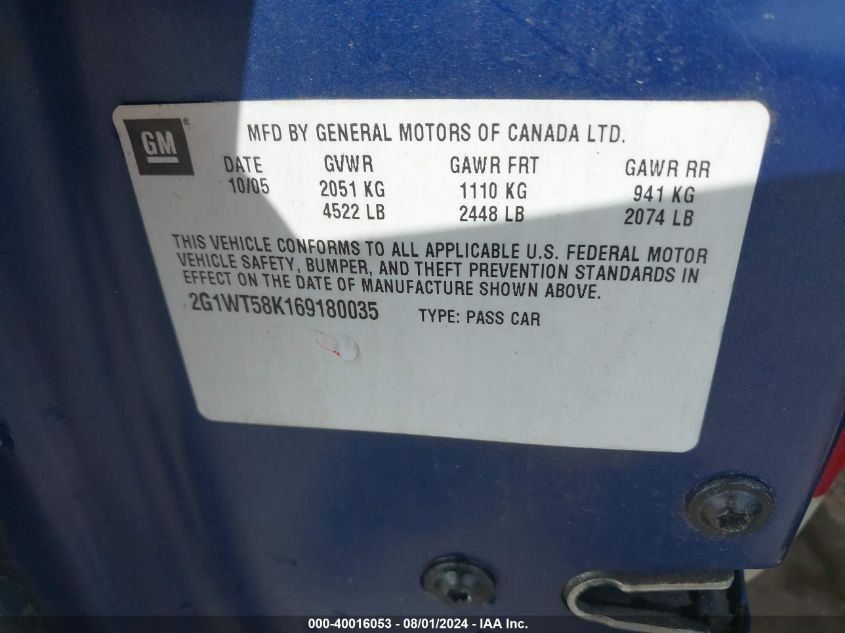 GM® MFD BY GENERAL MOTORS OF CANADA LTD.
DATE GVWR GAWR FRT GAWR RR
10/05 2051 KG 1110 KG 941 KG
4522 LB 2448 LB 2074 LB
THIS VEHICLE CONFORMS TO ALL APPLICABLE U.S. FEDERAL MOTOR
VEHICLE SAFETY, BUMPER, AND THEFT PREVENTION STANDARDS IN
EFFECT ON THE DATE OF MANUFACTURE SHOWN ABOVE.
2G1WT58K169180035 TYPE: PASS CAR
000-40016053 - 08/01/2024 - IAA Inc.